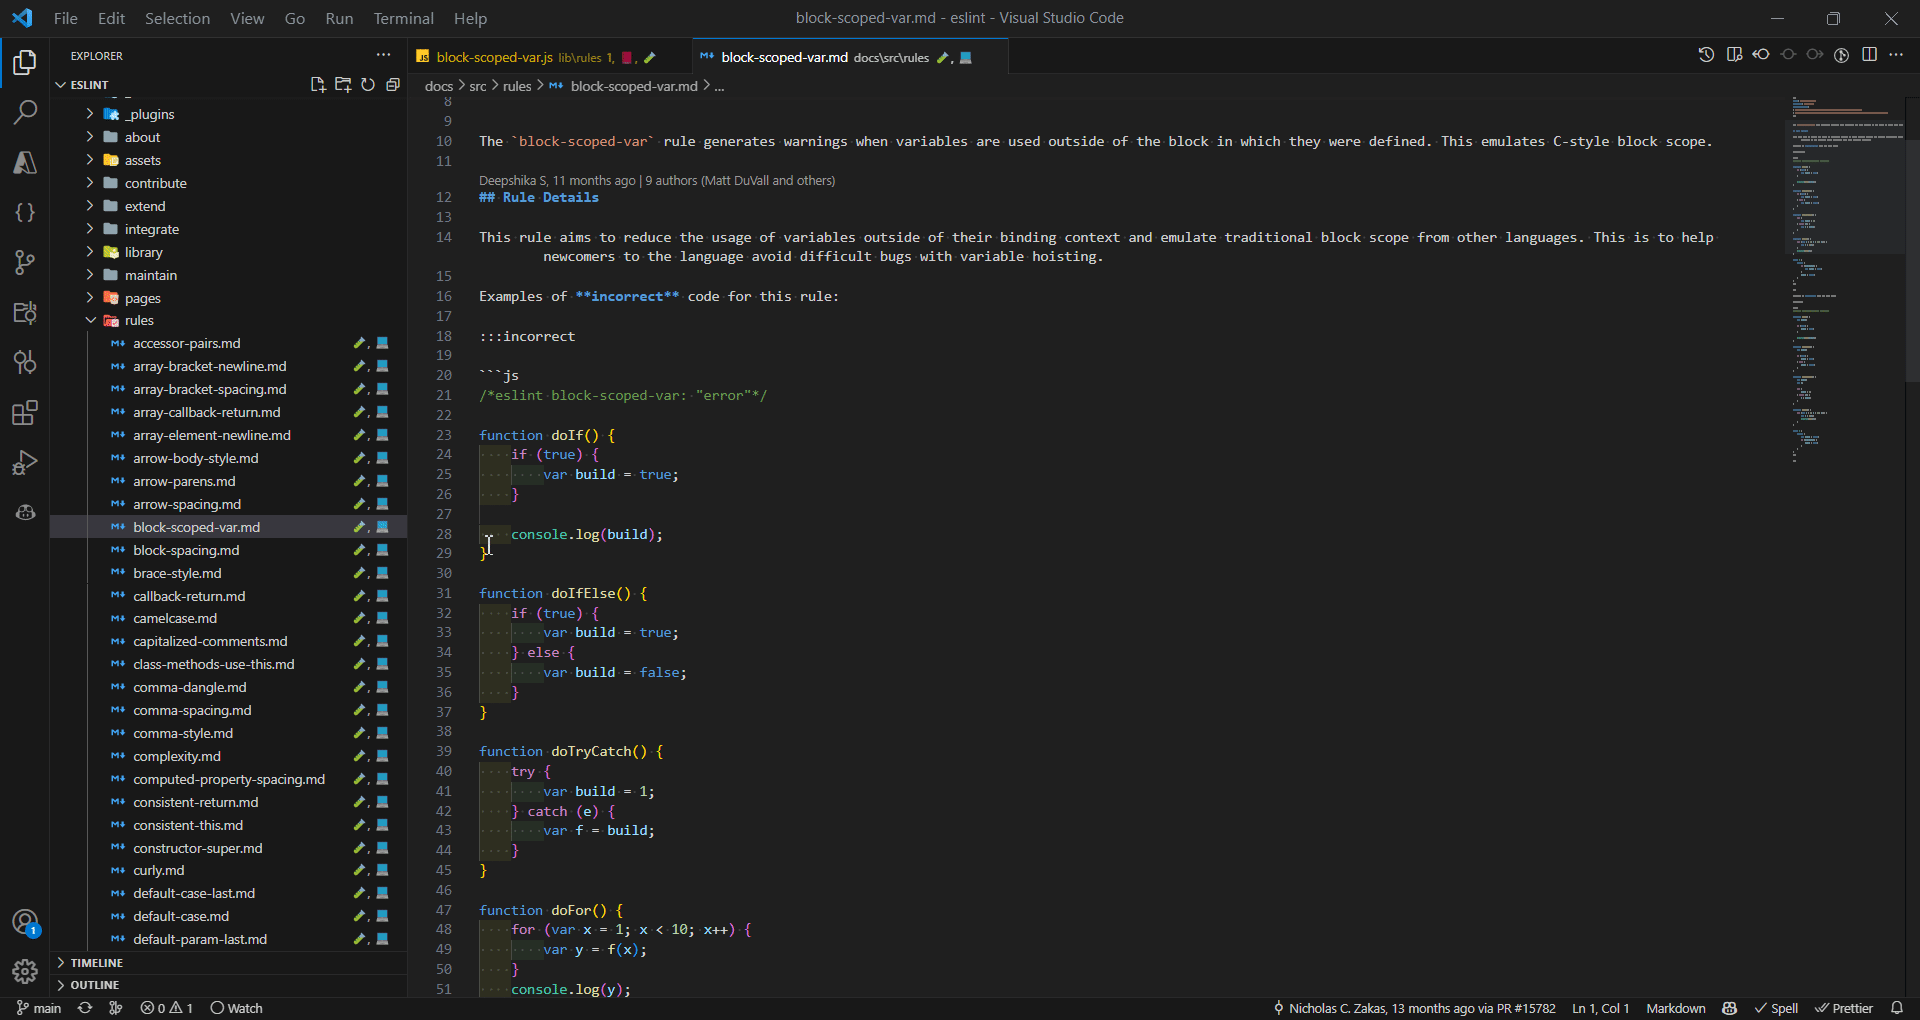 File Edit Selection View Go Run Terminal Help
block-scoped-var.md - eslint - Visual Studio Code
EXPLORER
ESLINT
_plugins
about
assets
contribute
extend
integrate
library
maintain
pages
rules
accessor-pairs.md
array-bracket-newline.md
array-bracket-spacing.md
array-callback-return.md
array-element-newline.md
arrow-body-style.md
arrow-parens.md
arrow-spacing.md
block-scoped-var.md
block-spacing.md
brace-style.md
callback-return.md
camelcase.md
capitalized-comments.md
class-methods-use-this.md
comma-dangle.md
comma-spacing.md
comma-style.md
complexity.md
computed-property-spacing.md
consistent-return.md
consistent-this.md
constructor-super.md
curly.md
default-case-last.md
default-case.md
default-param-last.md
TIMELINE
OUTLINE
block-scoped-var.js lib\rules 1,
block-scoped-var.md docs\src\rules
docs > src > rules > block-scoped-var.md > ...
8
9
10 The `block-scoped-var` rule generates warnings when variables are used outside of the block in which they were defined. This emulates C-style block scope.
11
Deepshika S, 11 months ago | 9 authors (Matt DuVall and others)
12 ## Rule Details
13
14 This rule aims to reduce the usage of variables outside of their binding context and emulate traditional block scope from other languages. This is to help
newcomers to the language avoid difficult bugs with variable hoisting.
15
16 Examples of **incorrect** code for this rule:
17
18 :::incorrect
19
20 ```js
21 /*eslint block-scoped-var: "error"*/
22
23 function doIf() {
24 if (true) {
25 var build = true;
26 }
27
28 console.log(build);
29 }
30
31 function doIfElse() {
32 if (true) {
33 var build = true;
34 } else {
35 var build = false;
36 }
37 }
38
39 function doTryCatch() {
40 try {
41 var build = 1;
42 } catch (e) {
43 var f = build;
44 }
45 }
46
47 function doFor() {
48 for (var x = 1; x < 10; x++) {
49 var y = f(x);
50 }
51 console.log(y);
1
main 0 1 Watch
Nicholas C. Zakas, 13 months ago via PR #15782 Ln 1, Col 1 Markdown Spell Prettier